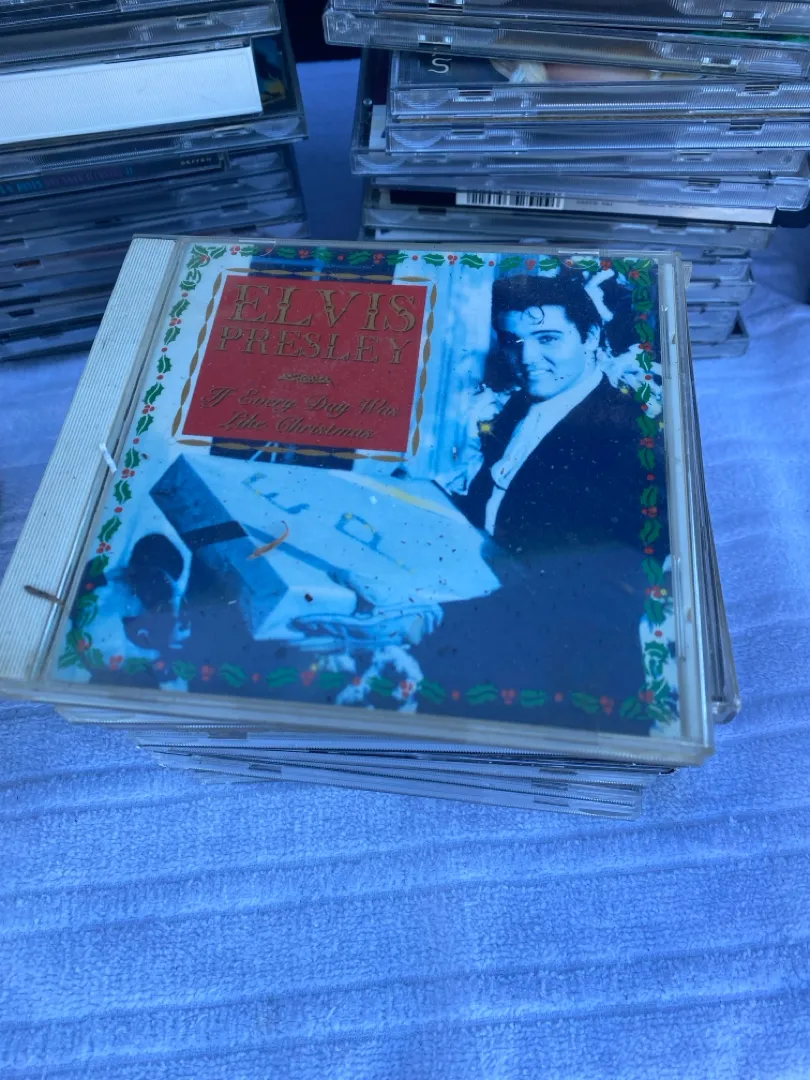 ELVIS
PRESLEY
If Every Day Was
Like Christmas
E
P